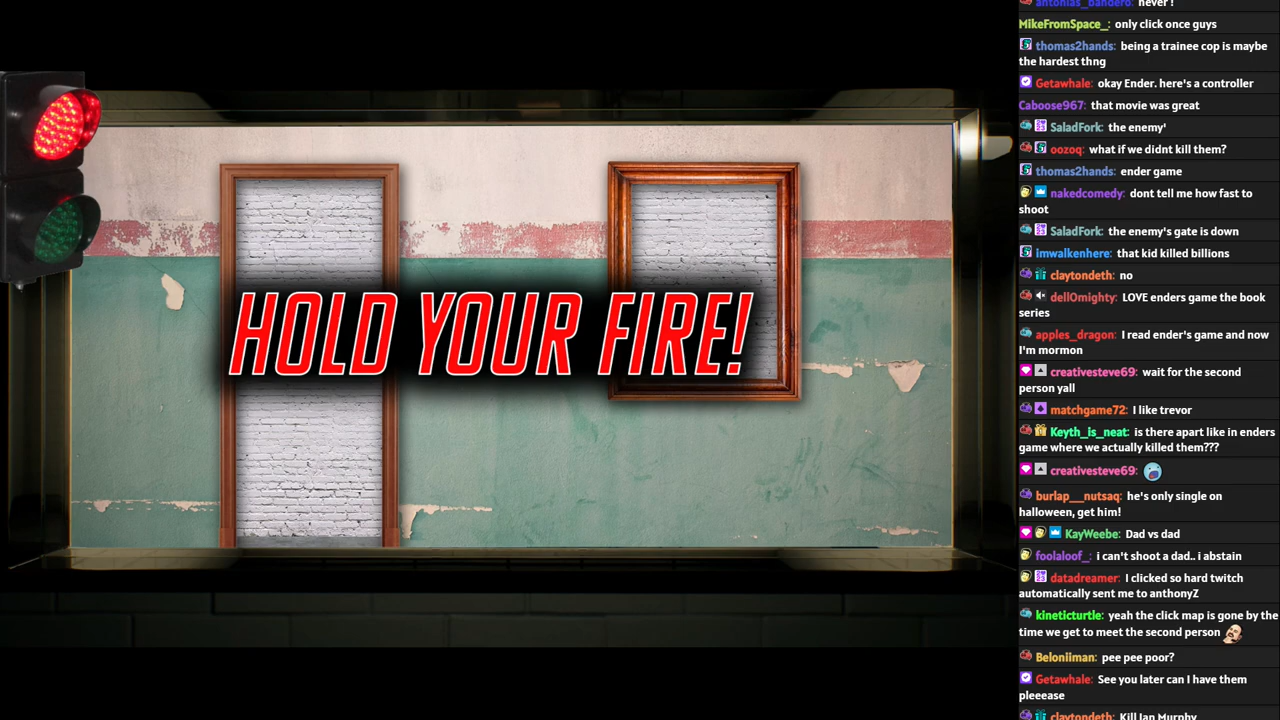 HOLD YOUR FIRE!
antonias_bandero: never !
MikeFromSpace_: only click once guys
thomas2hands: being a trainee cop is maybe
the hardest thng
Getawhale: okay Ender. here's a controller
Caboose967: that movie was great
SaladFork: the enemy'
oozoq: what if we didnt kill them?
thomas2hands: ender game
nakedcomedy: dont tell me how fast to
shoot
SaladFork: the enemy's gate is down
imwalkenhere: that kid killed billions
claytondeth: no
dellOmighty: LOVE enders game the book
series
apples_dragon: I read ender's game and now
I'm mormon
creativesteve69: wait for the second
person yall
matchgame72: I like trevor
Keyth_is_neat: is there apart like in enders
game where we actually killed them???
creativesteve69:
burlap__nutsaq: he's only single on
halloween, get him!
KayWeebe: Dad vs dad
foolaloof_: i can't shoot a dad.. i abstain
datadreamer: I clicked so hard twitch
automatically sent me to anthonyZ
kineticturtle: yeah the click map is gone by the
time we get to meet the second person
Beloniiman: pee pee poor?
Getawhale: See you later can I have them
pleeease
claytondeth: Kill Ian Murphy